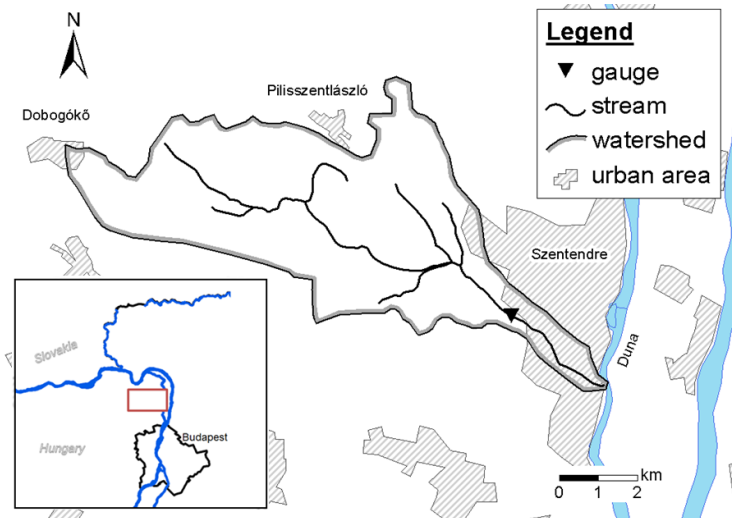 N
Legend
gauge
stream
watershed
urban area
Pilisszentlászló
Dobogókő
Szentendre
Duna
Slovakia
Hungary
Budapest
km
0 1 2